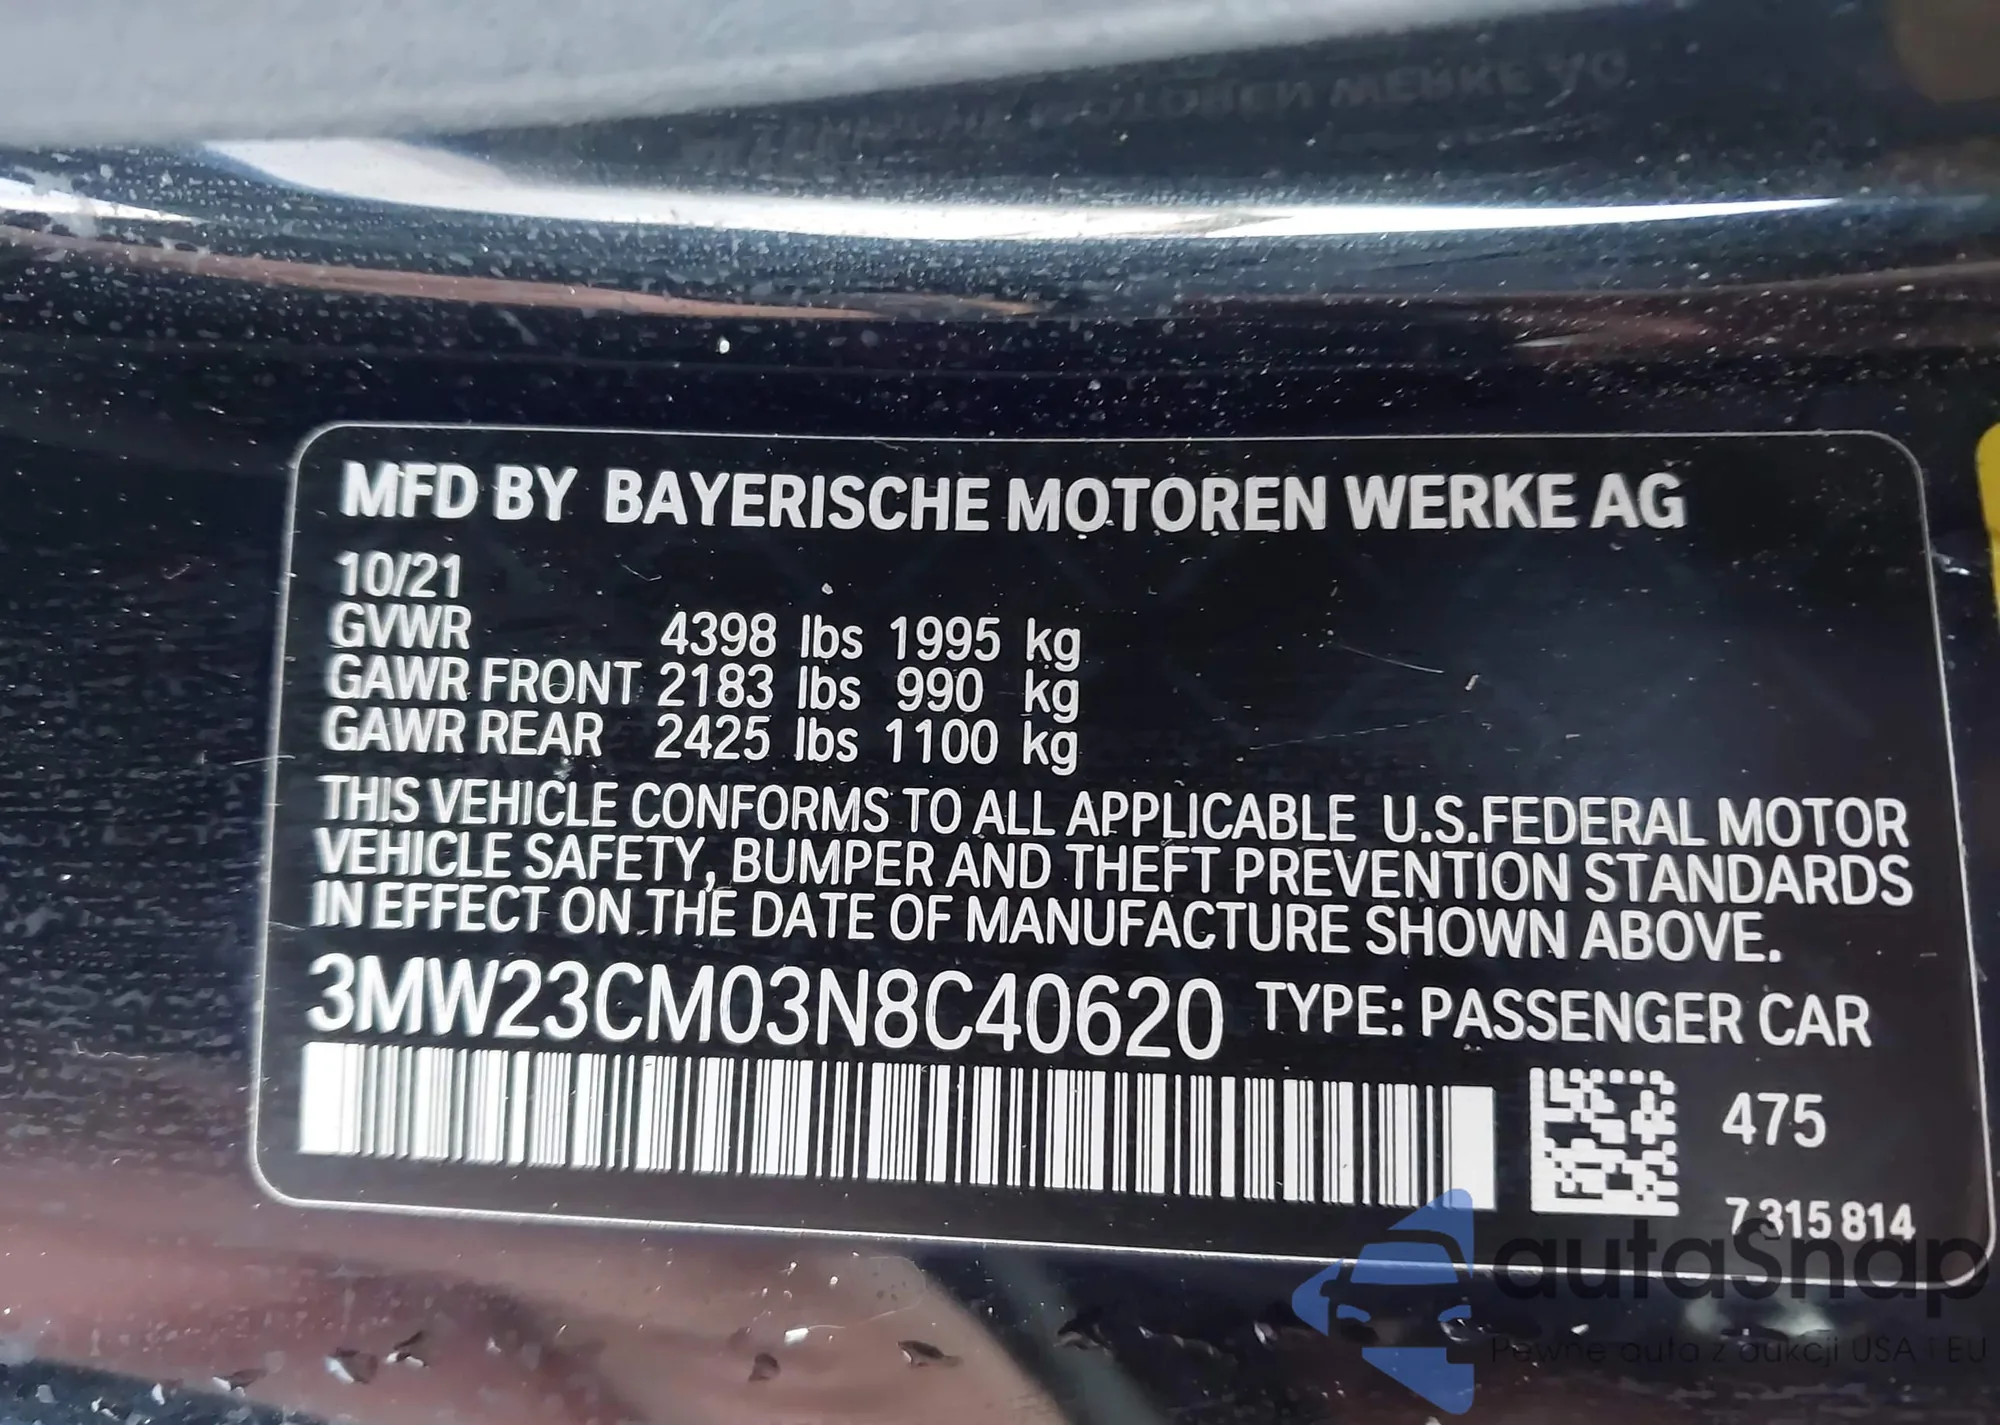 MFD BY BAYERISCHE MOTOREN WERKE AG
10/21
GVWR 4398 lbs 1995 kg
GAWR FRONT 2183 lbs 990 kg
GAWR REAR 2425 lbs 1100 kg
THIS VEHICLE CONFORMS TO ALL APPLICABLE U.S.FEDERAL MOTOR
VEHICLE SAFETY, BUMPER AND THEFT PREVENTION STANDARDS
IN EFFECT ON THE DATE OF MANUFACTURE SHOWN ABOVE.
3MW23CM03N8C40620 TYPE: PASSENGER CAR
475
7 315 814
autaSnap
Pewne auta z aukcji USA i EU